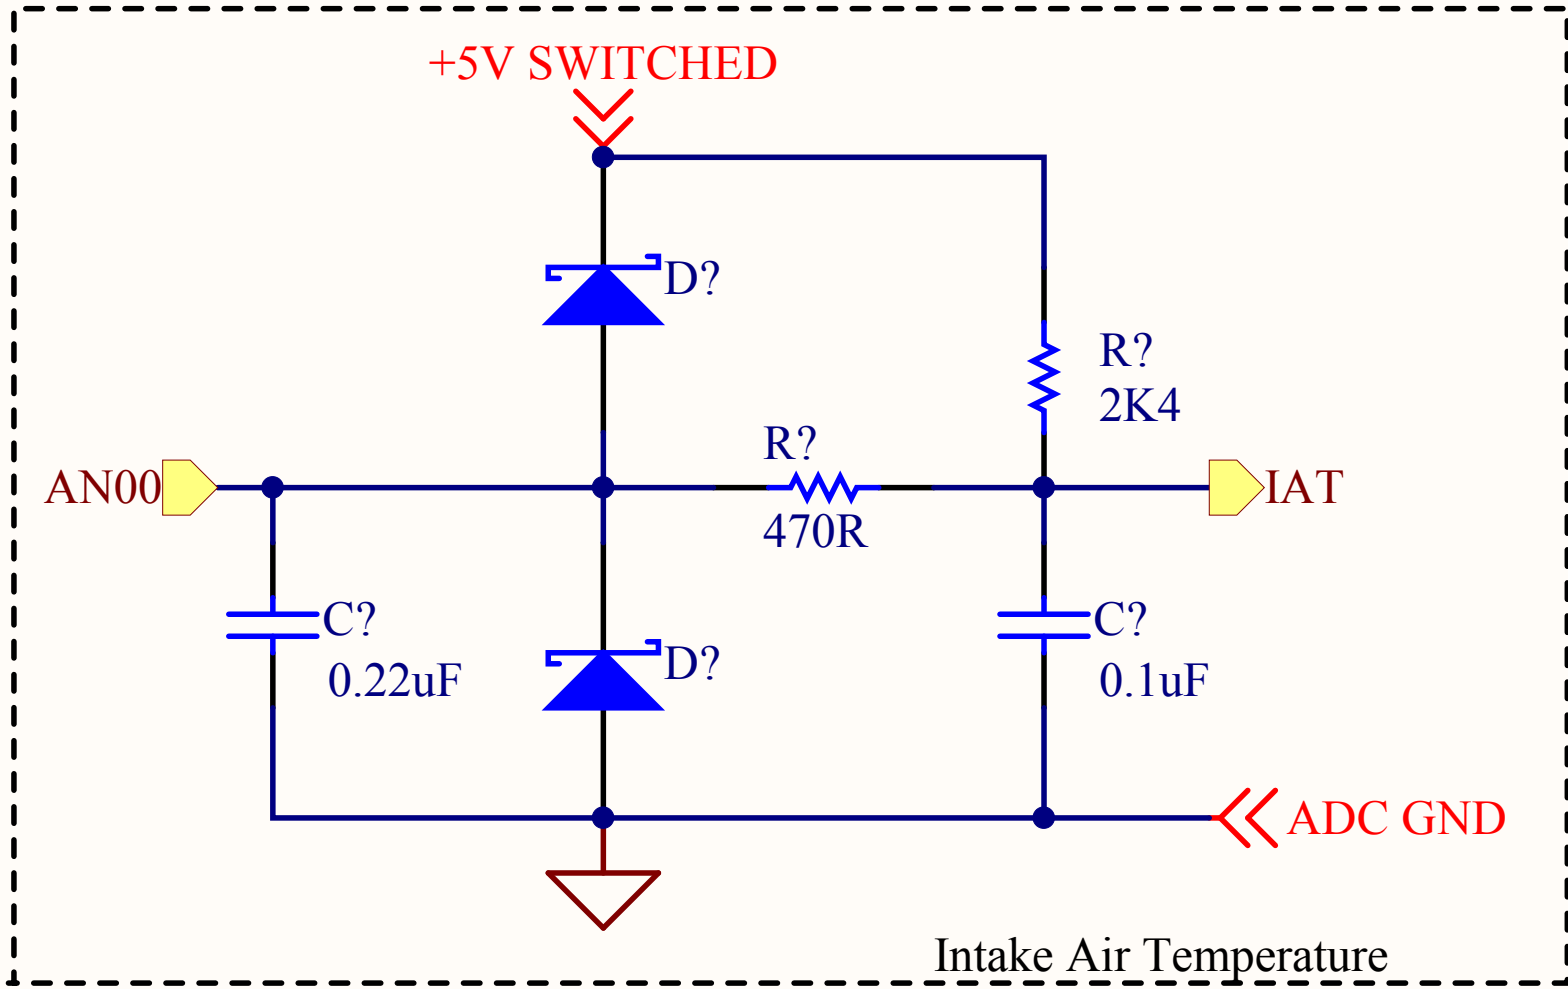 +5V SWITCHED
D?
R?
2K4
R?
470R
AN00
IAT
C?
0.22uF
D?
C?
0.1uF
ADC GND
Intake Air Temperature